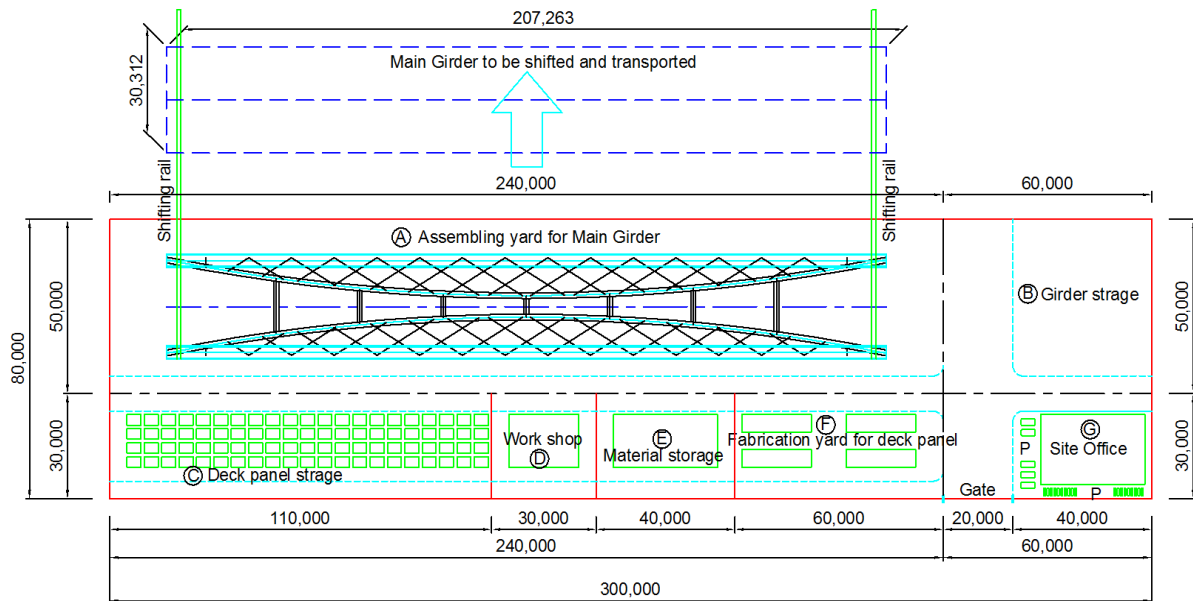 207,263
30,312
Main Girder to be shifted and transported
Shifting rail
Shifting rail
240,000
60,000
A Assembling yard for Main Girder
B Girder strage
80,000
50,000
50,000
30,000
30,000
C Deck panel strage
Work shop
D
E
Material storage
F
Fabrication yard for deck panel
G
Site Office
P
P
Gate
110,000
30,000
40,000
60,000
20,000
40,000
240,000
60,000
300,000